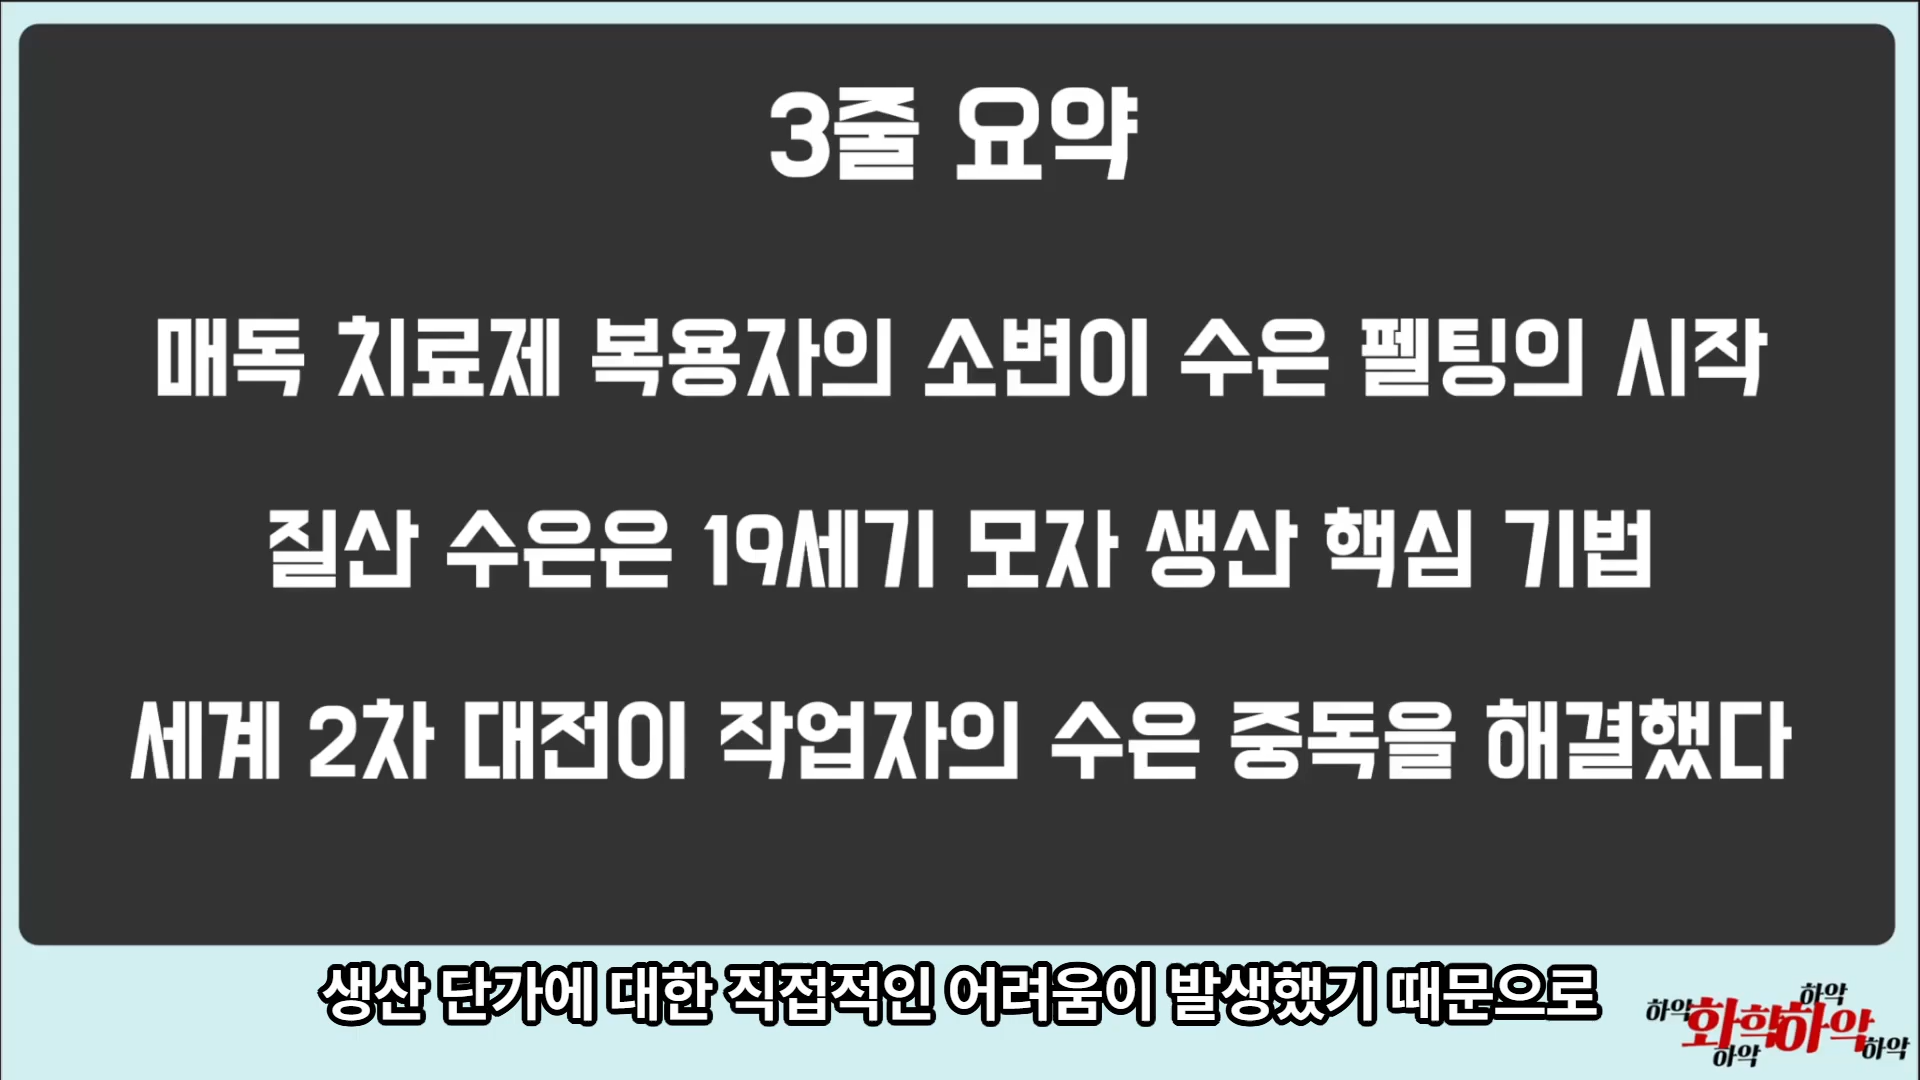 3줄 요약
매독 치료제 복용자의 소변이 수은 펠팅의 시작
질산 수은은 19세기 모자 생산 핵심 기법
세계 2차 대전이 작업자의 수은 중독을 해결했다
생산 단가에 대한 직접적인 어려움이 발생했기 때문으로
하약 화학하약 하약
하약 하약